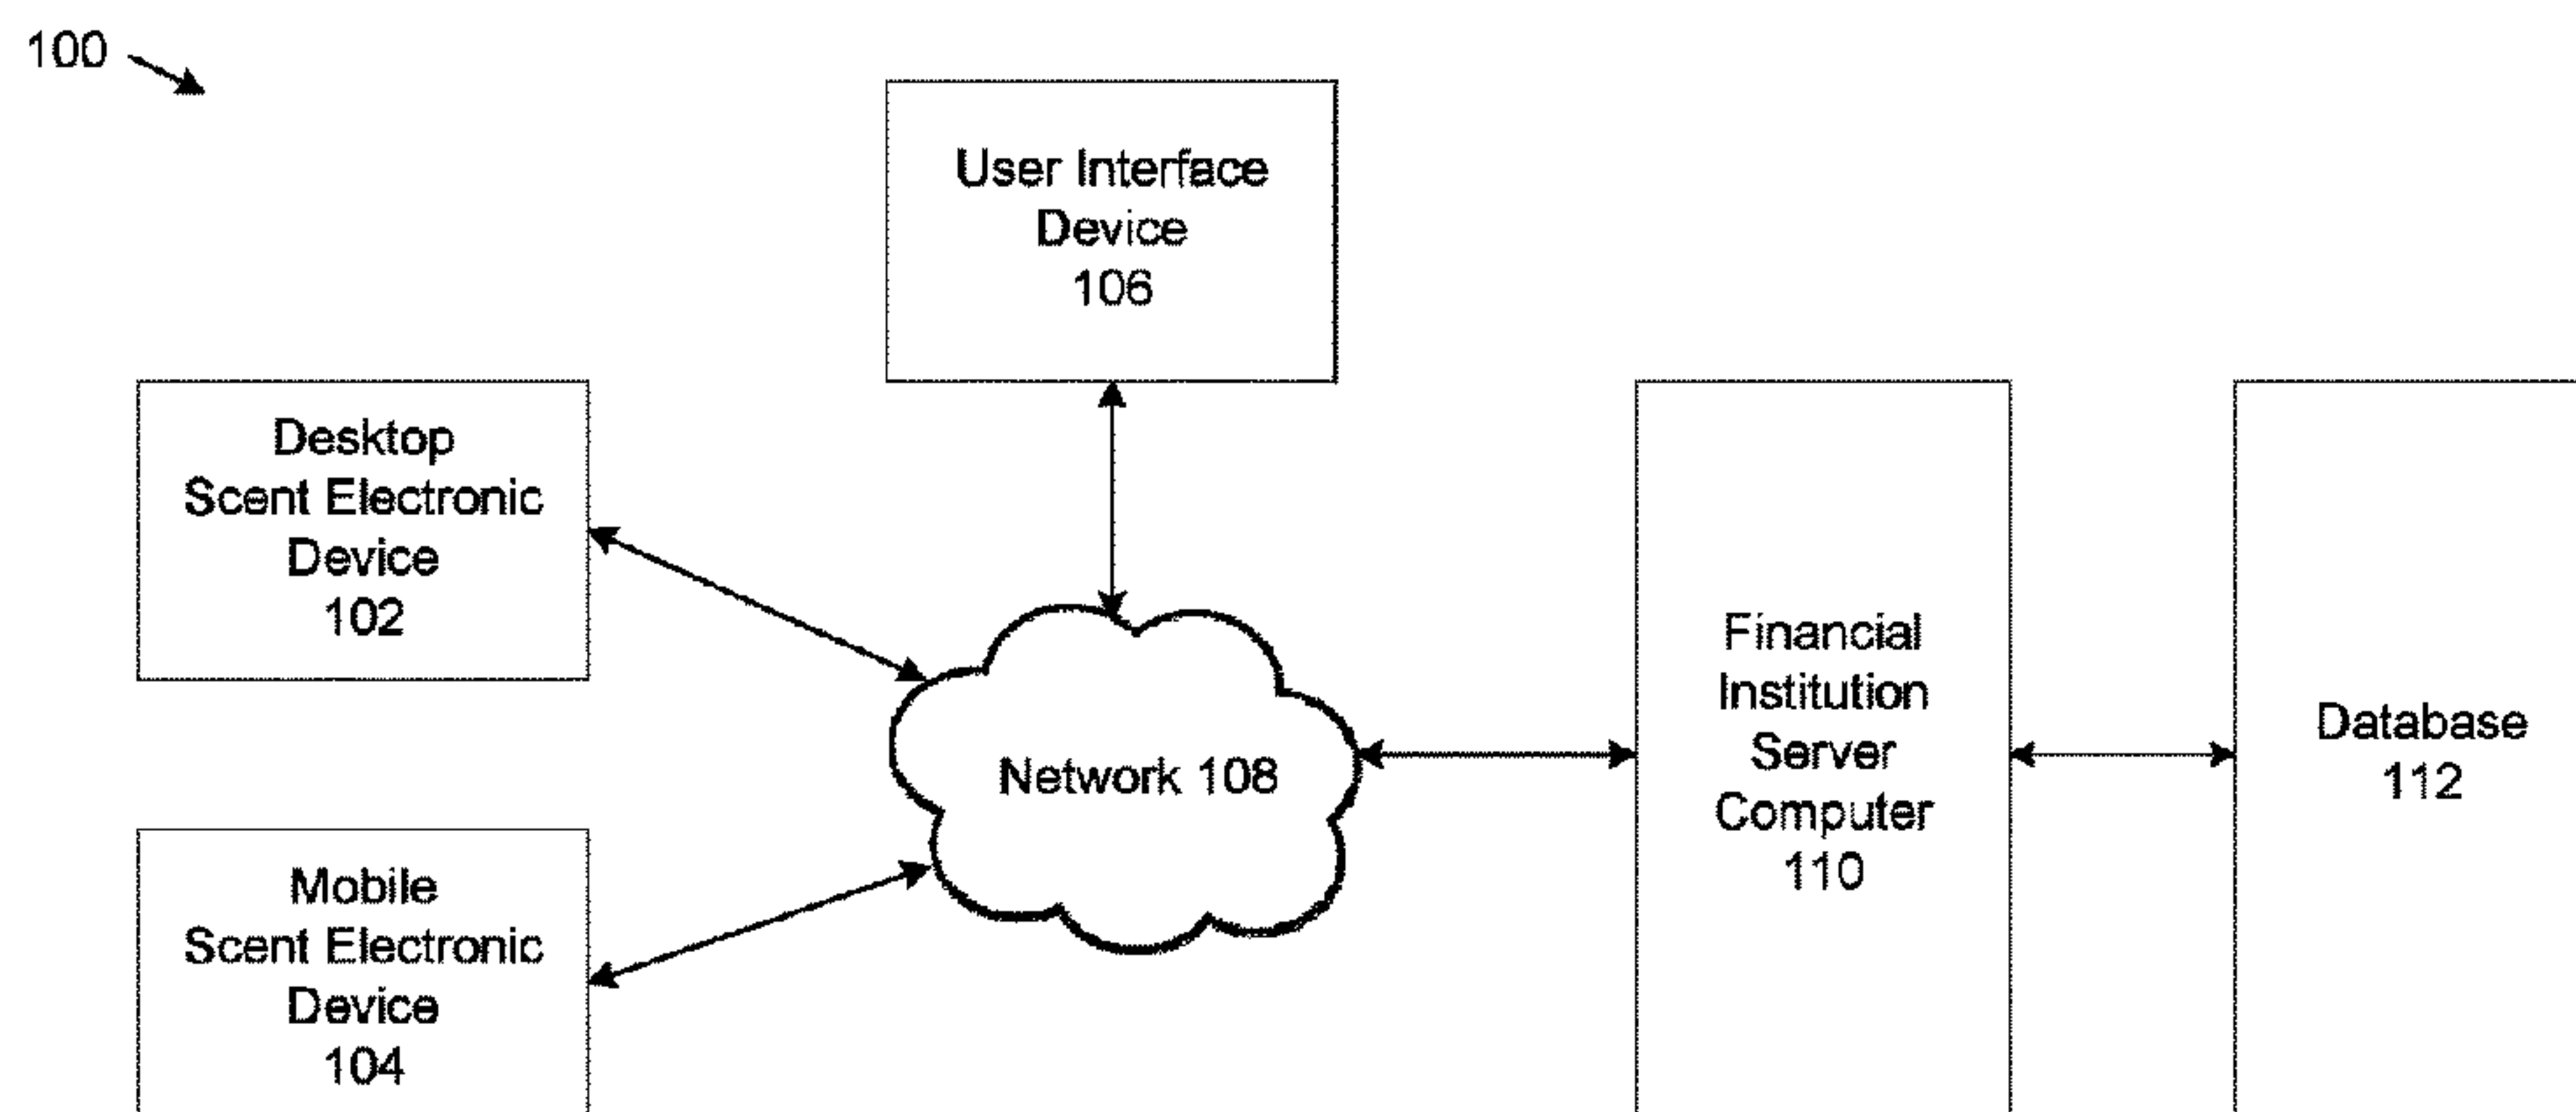 100
User Interface
Device
106
Desktop
Scent Electronic
Device
102
Network 108
Financial
Institution
Server
Computer
110
Database
112
Mobile
Scent Electronic
Device
104